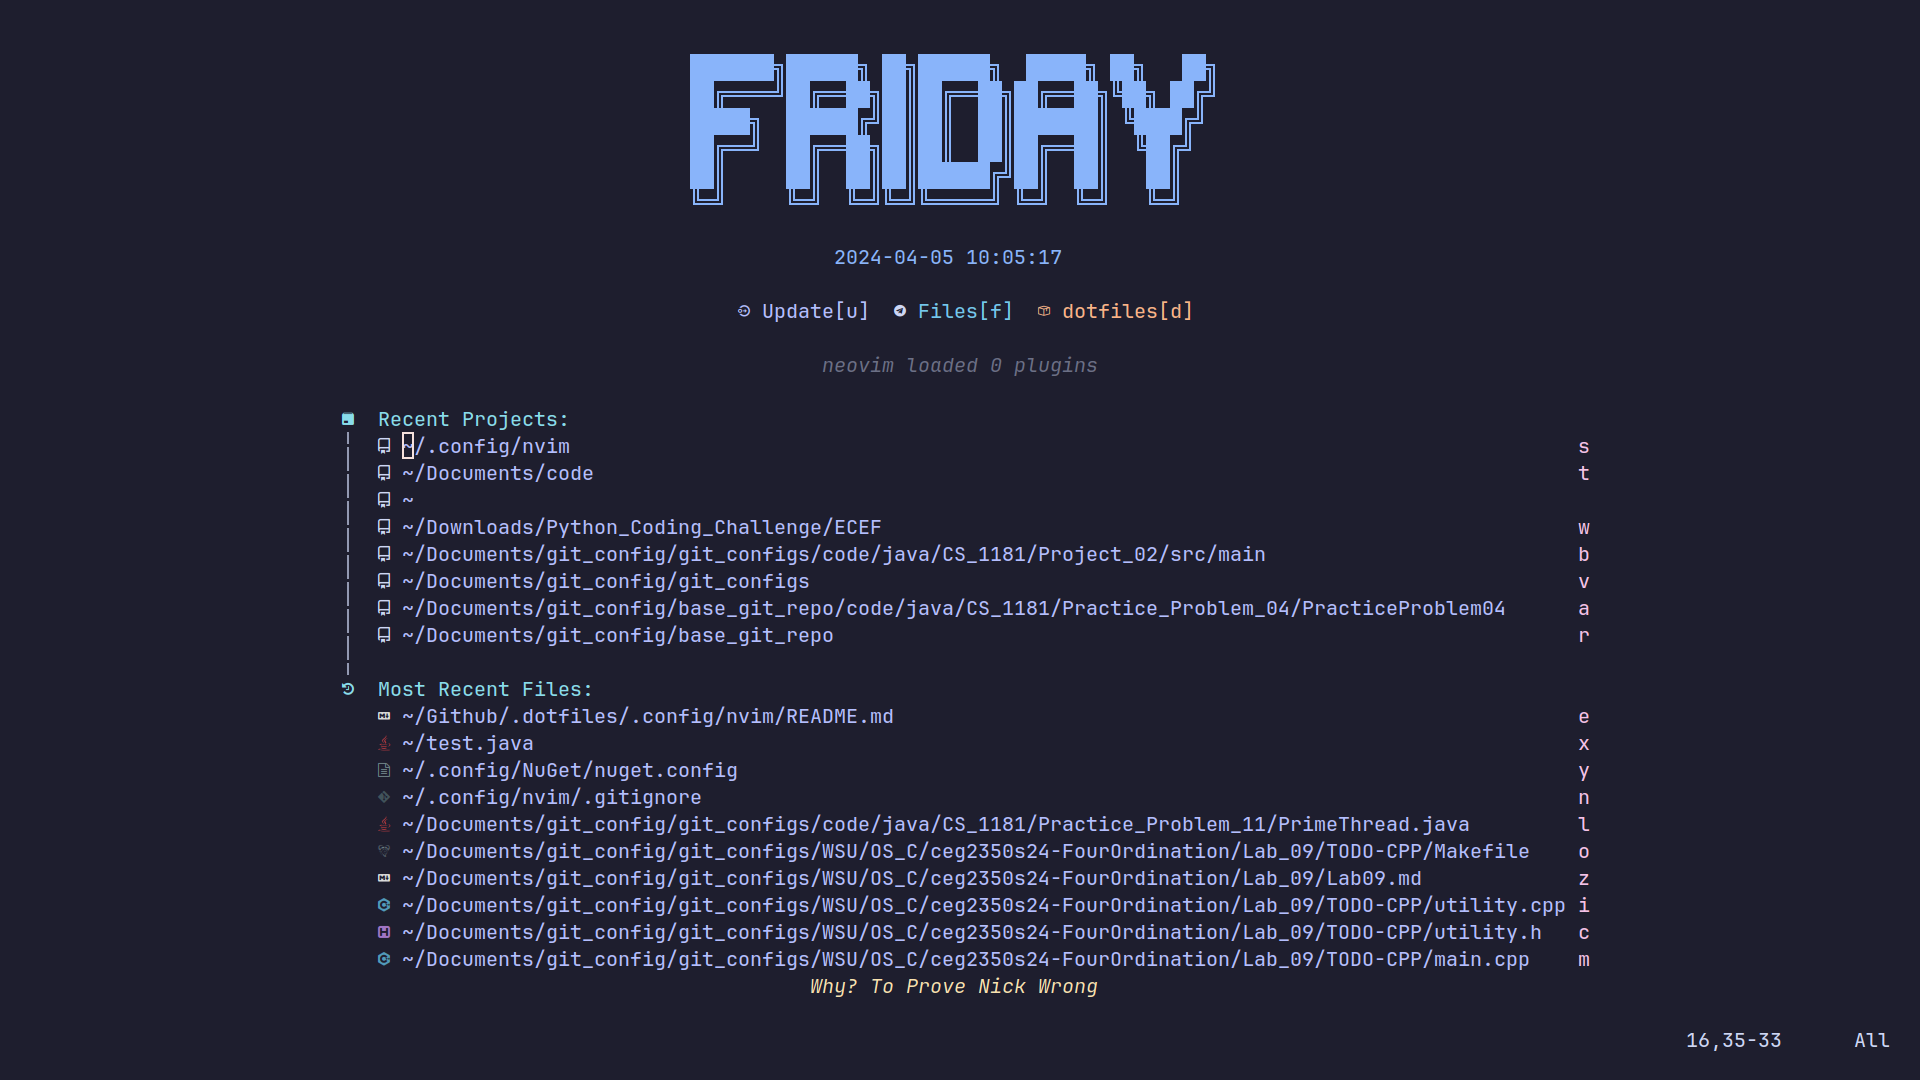 FRIDAY
2024-04-05 10:05:17
Update[u] Files[f] dotfiles[d]
neovim loaded 0 plugins
Recent Projects:
~/.config/nvim s
~/Documents/code t
~
~/Downloads/Python_Coding_Challenge/ECEF w
~/Documents/git_config/git_configs/code/java/CS_1181/Project_02/src/main b
~/Documents/git_config/git_configs v
~/Documents/git_config/base_git_repo/code/java/CS_1181/Practice_Problem_04/PracticeProblem04 a
~/Documents/git_config/base_git_repo r
Most Recent Files:
~/Github/.dotfiles/.config/nvim/README.md e
~/test.java x
~/.config/NuGet/nuget.config y
~/.config/nvim/.gitignore n
~/Documents/git_config/git_configs/code/java/CS_1181/Practice_Problem_11/PrimeThread.java l
~/Documents/git_config/git_configs/WSU/OS_C/ceg2350s24-FourOrdination/Lab_09/TODO-CPP/Makefile o
~/Documents/git_config/git_configs/WSU/OS_C/ceg2350s24-FourOrdination/Lab_09/Lab09.md z
~/Documents/git_config/git_configs/WSU/OS_C/ceg2350s24-FourOrdination/Lab_09/TODO-CPP/utility.cpp i
~/Documents/git_config/git_configs/WSU/OS_C/ceg2350s24-FourOrdination/Lab_09/TODO-CPP/utility.h c
~/Documents/git_config/git_configs/WSU/OS_C/ceg2350s24-FourOrdination/Lab_09/TODO-CPP/main.cpp m
Why? To Prove Nick Wrong
16,35-33 All